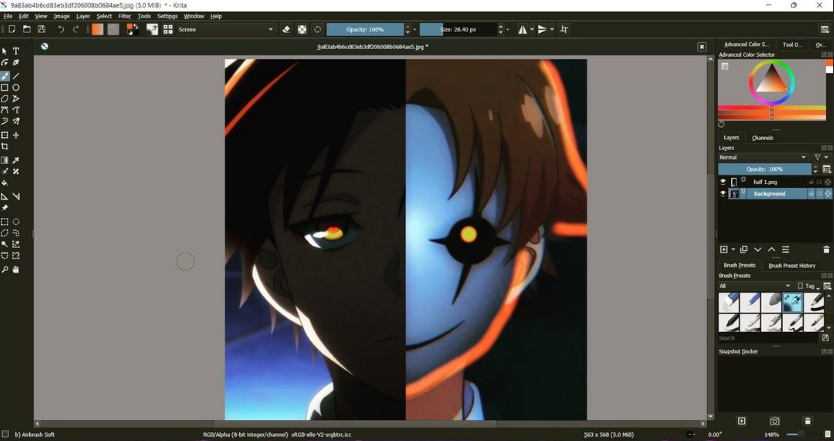 9a83ab4b6cd83eb3df206008b0684ae5.jpg (5.0 MiB) * - Krita
File Edit View Image Layer Select Filter Tools Settings Window Help
Screen Opacity: 100% Size: 28.40 px
9a83ab4b6cd83eb3df206008b0684ae5.jpg *
Advanced Color S... Tool O... Ov...
Advanced Color Selector
Layers Channels
Layers
Normal
Opacity: 100%
half 1.png
background
Brush Presets Brush Preset History
Brush Presets
All Tag
Search
Snapshot Docker
b) Airbrush Soft RGB/Alpha (8-bit integer/channel) sRGB-elle-V2-srgbtrc.icc 563 x 568 (5.0 MiB) 0.00° 148%